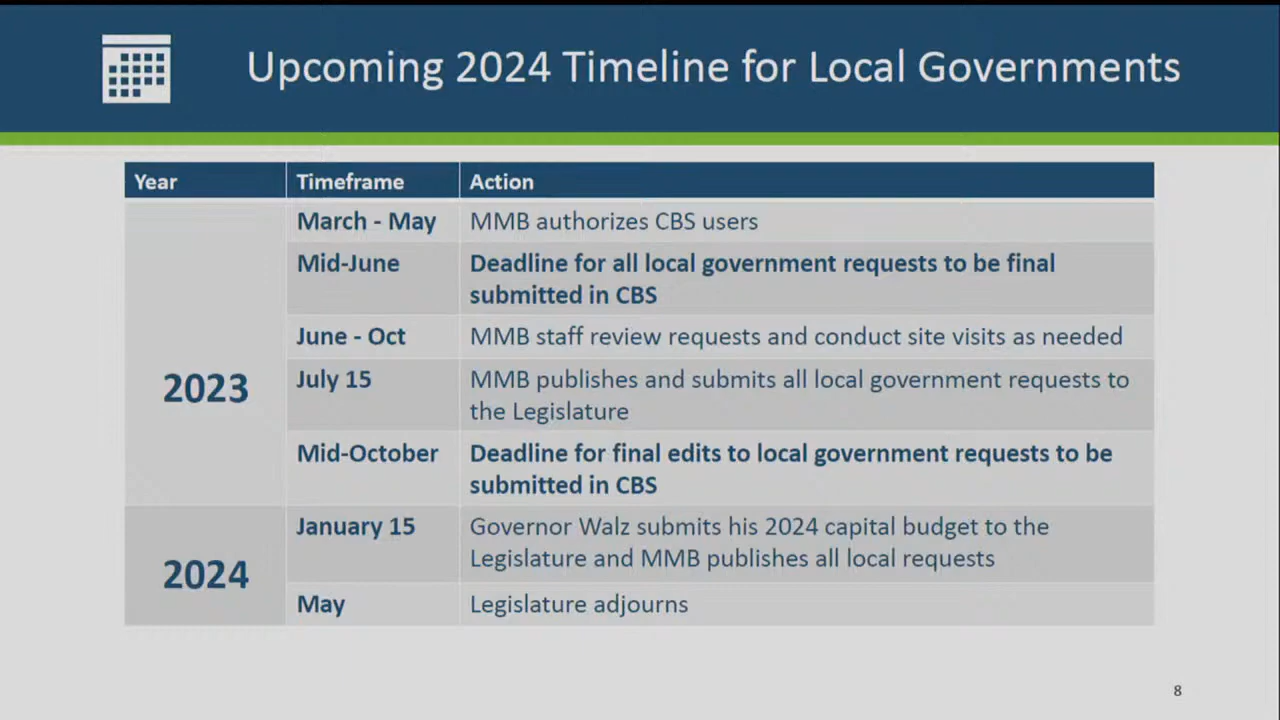 Upcoming 2024 Timeline for Local Governments
Year Timeframe Action
2023
March - May MMB authorizes CBS users
Mid-June Deadline for all local government requests to be final
submitted in CBS
June - Oct MMB staff review requests and conduct site visits as needed
July 15 MMB publishes and submits all local government requests to
the Legislature
Mid-October Deadline for final edits to local government requests to be
submitted in CBS
2024
January 15 Governor Walz submits his 2024 capital budget to the
Legislature and MMB publishes all local requests
May Legislature adjourns
8